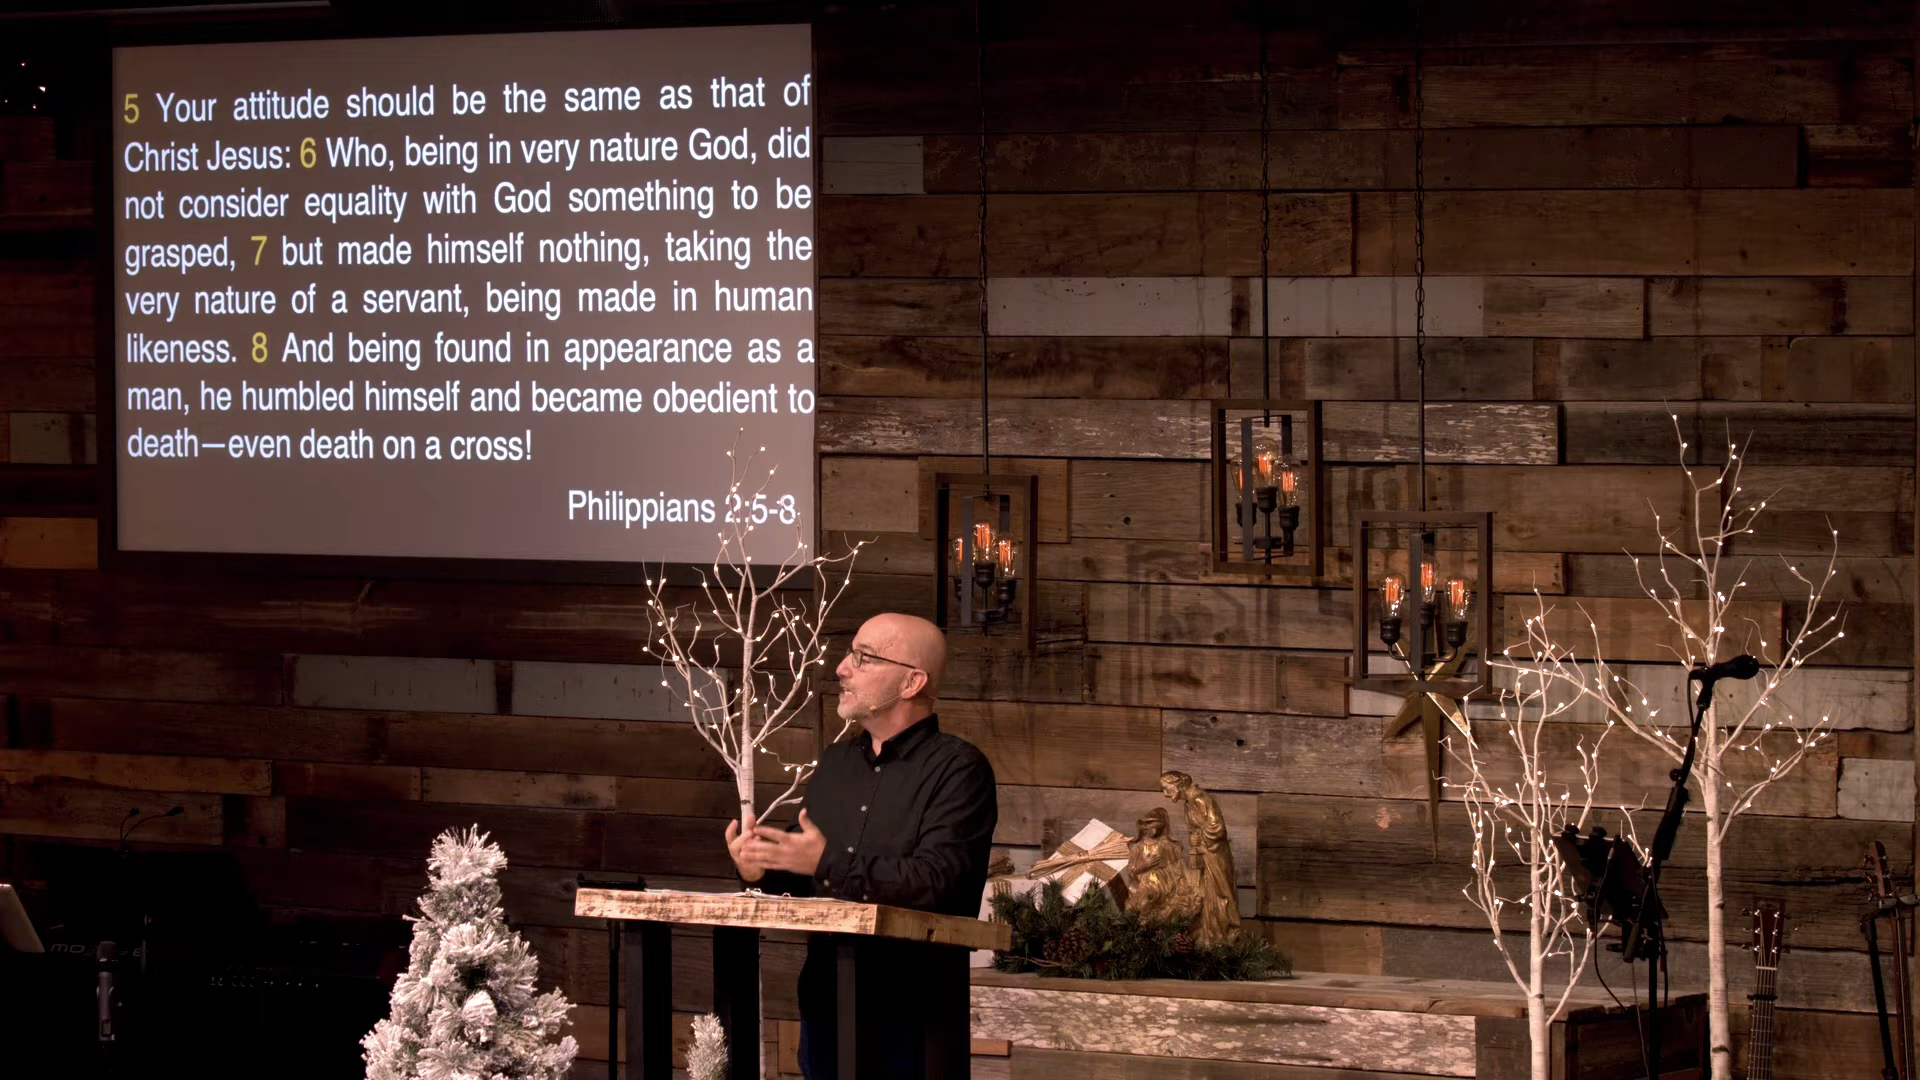 5 Your attitude should be the same as that of
Christ Jesus: 6 Who, being in very nature God, did
not consider equality with God something to be
grasped, 7 but made himself nothing, taking the
very nature of a servant, being made in human
likeness. 8 And being found in appearance as a
man, he humbled himself and became obedient to
death—even death on a cross!
Philippians 2:5-8